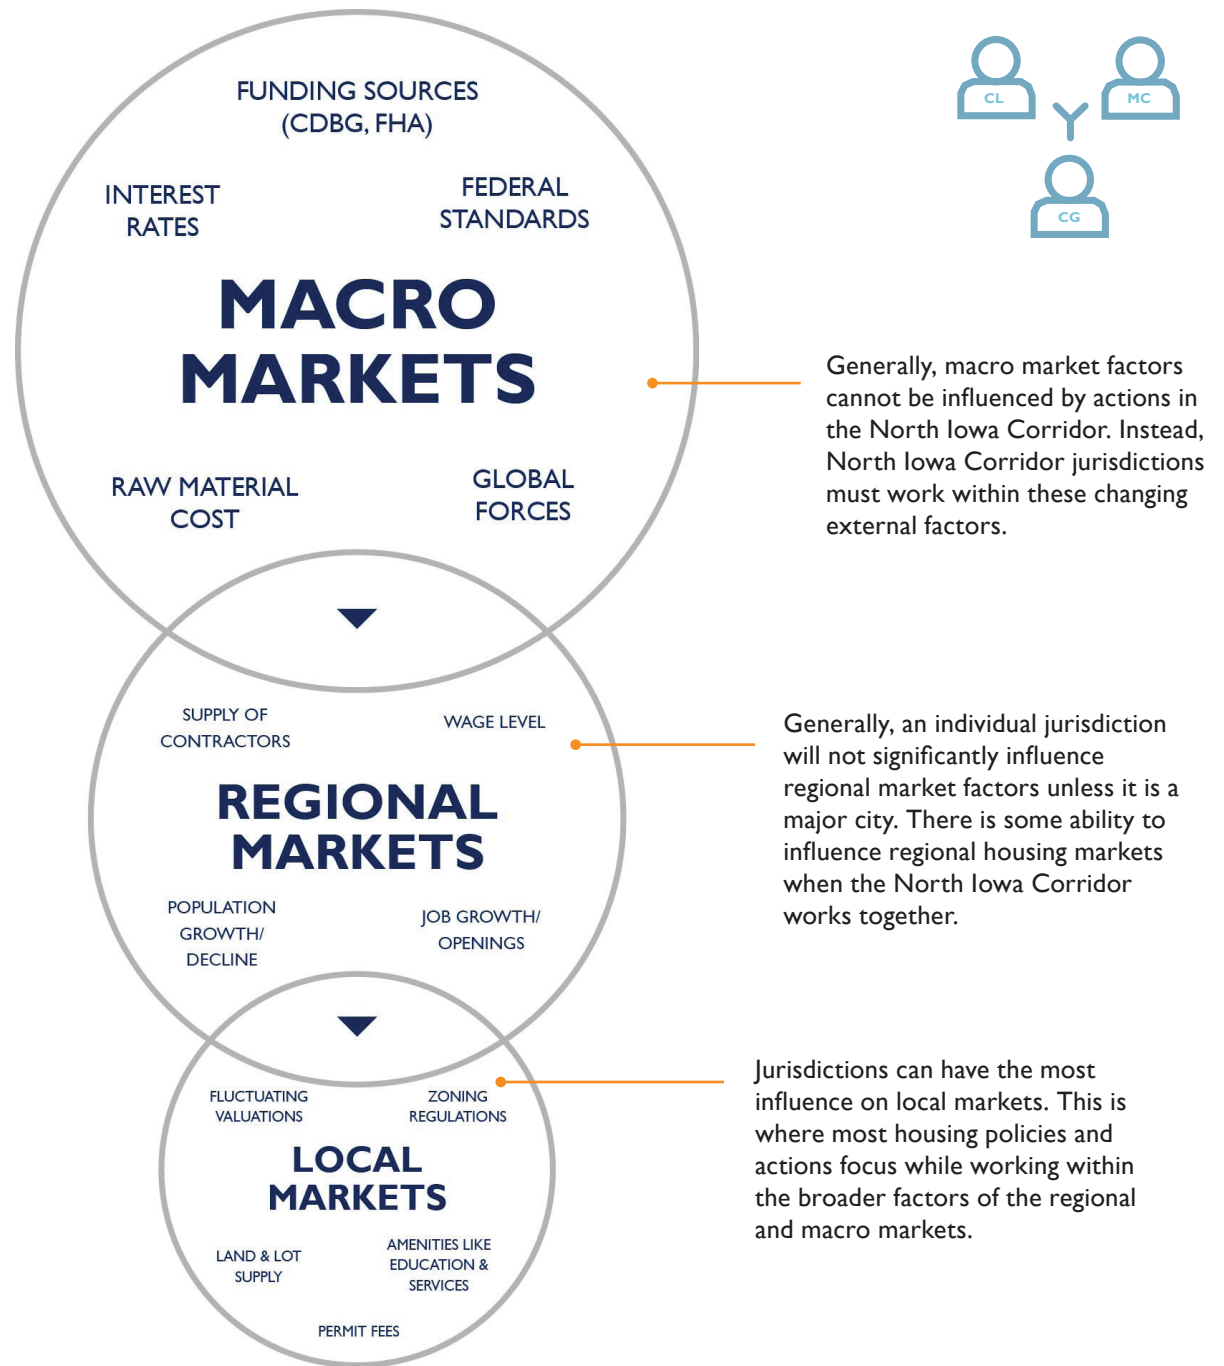 FUNDING SOURCES
(CDBG, FHA)
INTEREST
RATES
FEDERAL
STANDARDS
MACRO
MARKETS
RAW MATERIAL
COST
GLOBAL
FORCES
CL
MC
CG
Generally, macro market factors
cannot be influenced by actions in
the North Iowa Corridor. Instead,
North Iowa Corridor jurisdictions
must work within these changing
external factors.
SUPPLY OF
CONTRACTORS
WAGE LEVEL
REGIONAL
MARKETS
POPULATION
GROWTH/
DECLINE
JOB GROWTH/
OPENINGS
Generally, an individual jurisdiction
will not significantly influence
regional market factors unless it is a
major city. There is some ability to
influence regional housing markets
when the North Iowa Corridor
works together.
FLUCTUATING
VALUATIONS
ZONING
REGULATIONS
LOCAL
MARKETS
LAND & LOT
SUPPLY
AMENITIES LIKE
EDUCATION &
SERVICES
PERMIT FEES
Jurisdictions can have the most
influence on local markets. This is
where most housing policies and
actions focus while working within
the broader factors of the regional
and macro markets.